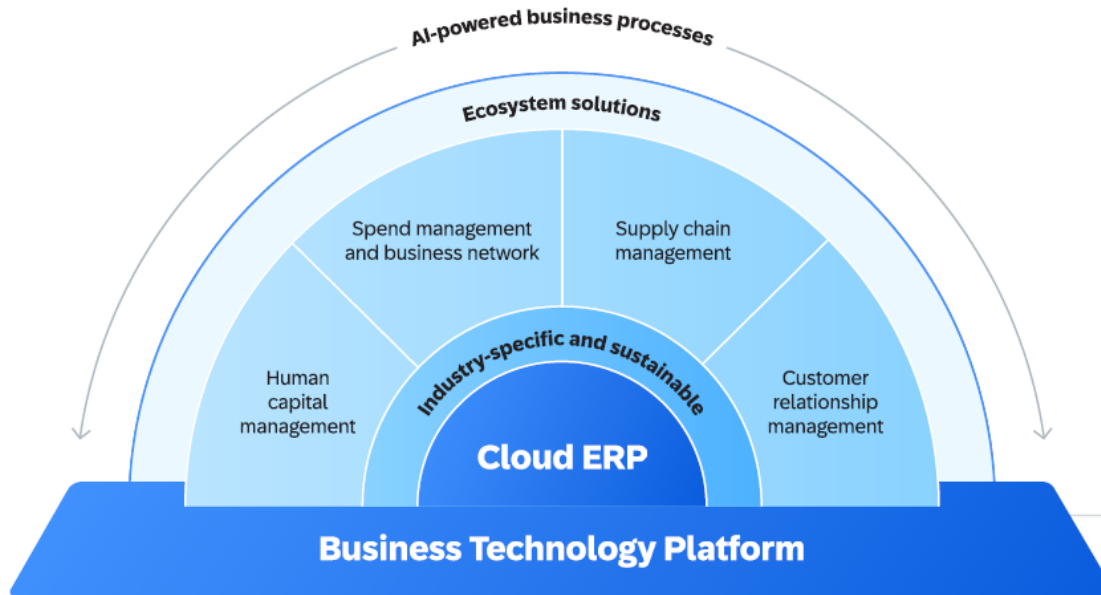 AI-powered business processes
Ecosystem solutions
Spend management
and business network
Supply chain
management
Human
capital
management
Industry-specific and sustainable
Customer
relationship
management
Cloud ERP
Business Technology Platform